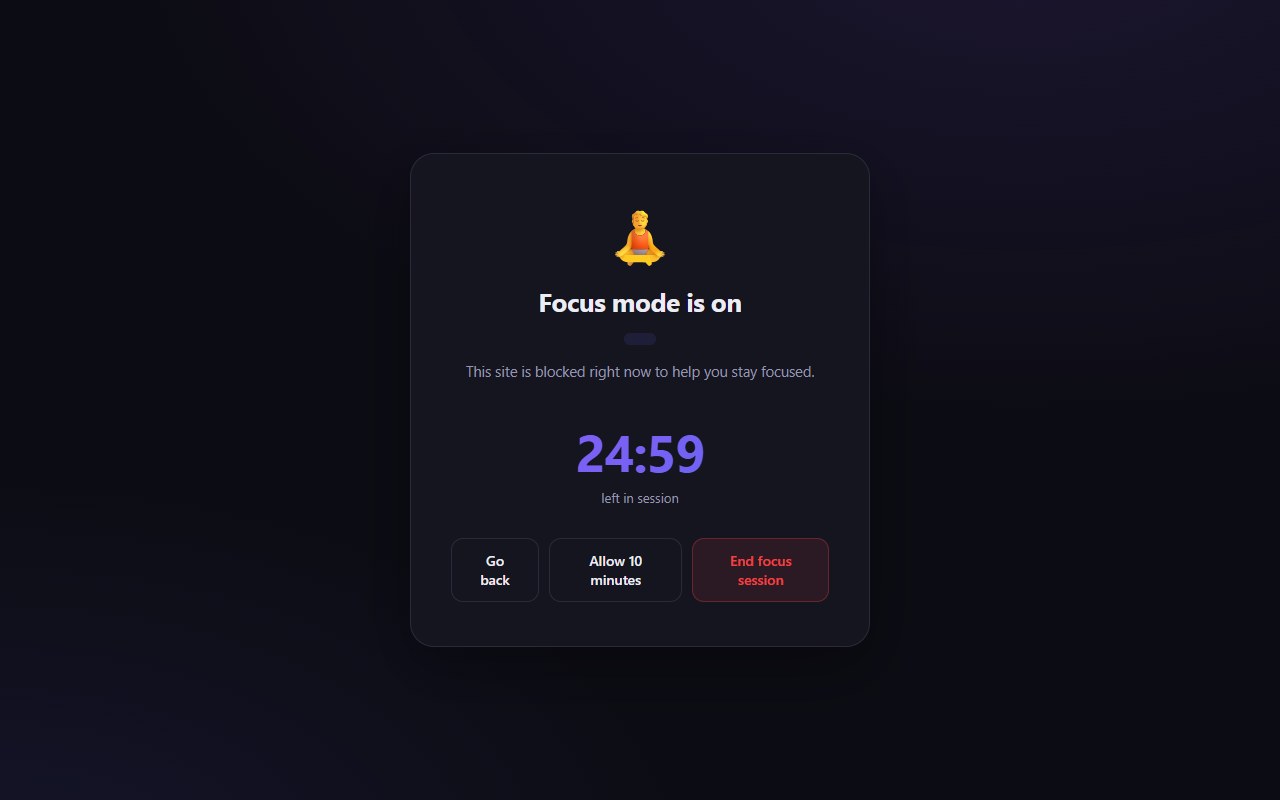 Focus mode is on
This site is blocked right now to help you stay focused.
24:59
left in session
Go
back
Allow 10
minutes
End focus
session